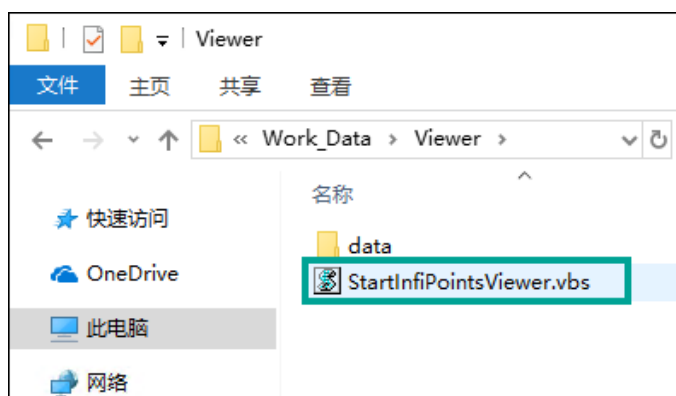 Viewer
文件 主页 共享 查看
« Work_Data > Viewer >
名称
快速访问
data
OneDrive
StartInfiPointsViewer.vbs
此电脑
网络